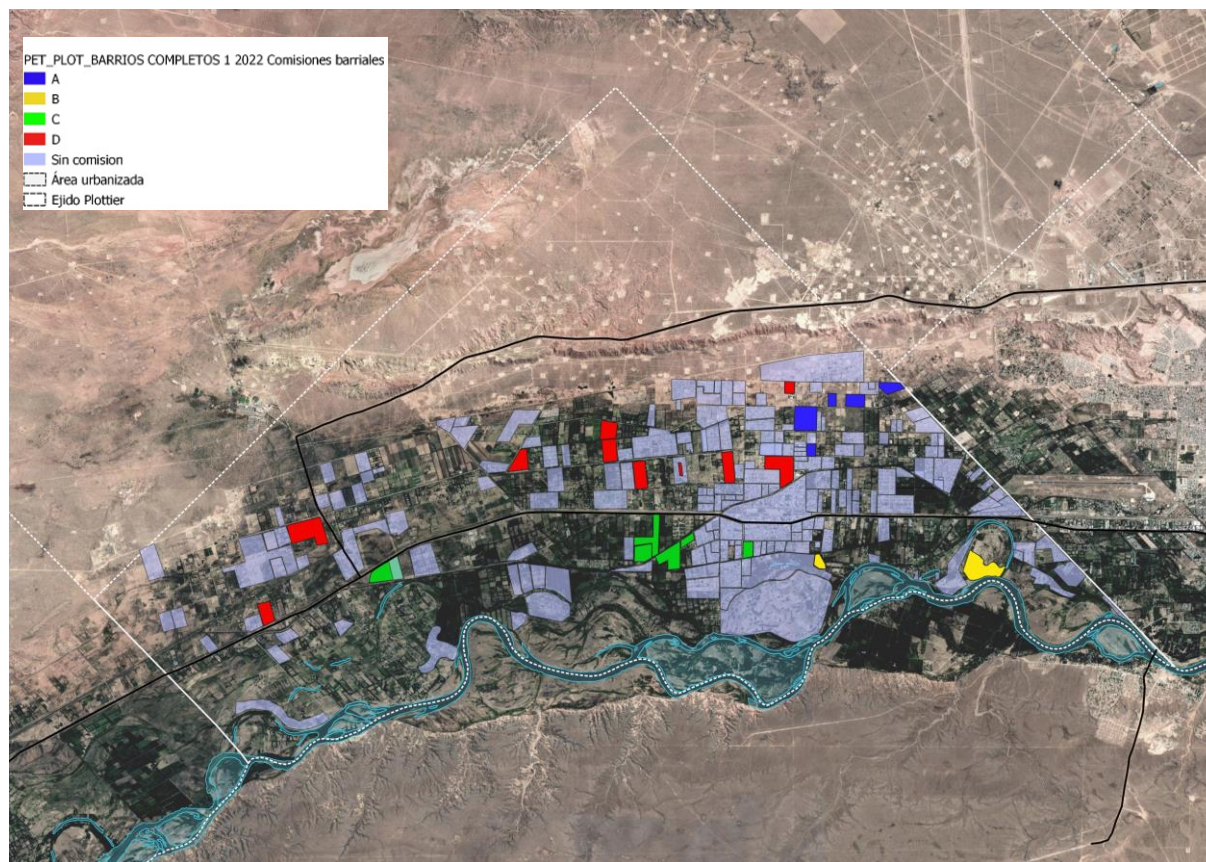 PET_PLOT_BARRIOS COMPLETOS 1 2022 Comisiones barriales
A
B
C
D
Sin comision
Área urbanizada
Ejido Plottier